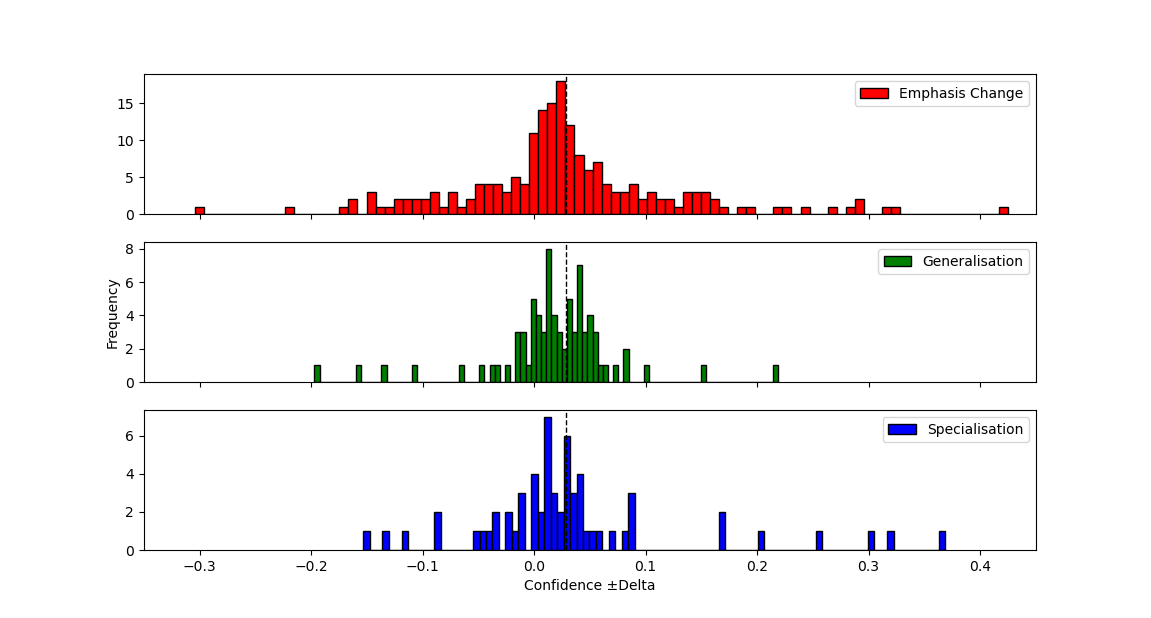 15
10
5
0
Emphasis Change
8
6
4
2
0
Generalisation
Frequency
6
4
2
0
Specialisation
−0.3 −0.2 −0.1 0.0 0.1 0.2 0.3 0.4
Confidence ±Delta